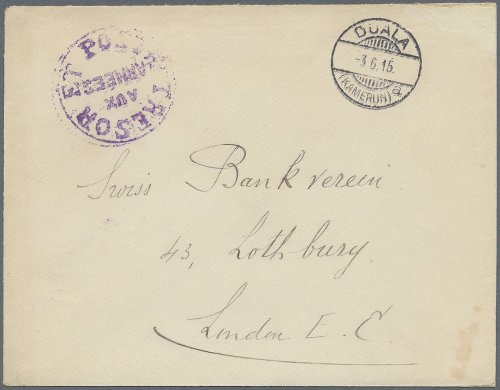 TRESOR ET POSTES
AUX
ARMEES
DUALA
-3.6.15.
(KAMERUN) a
Swiss Bankverein
43, Lothbury.
London E.C